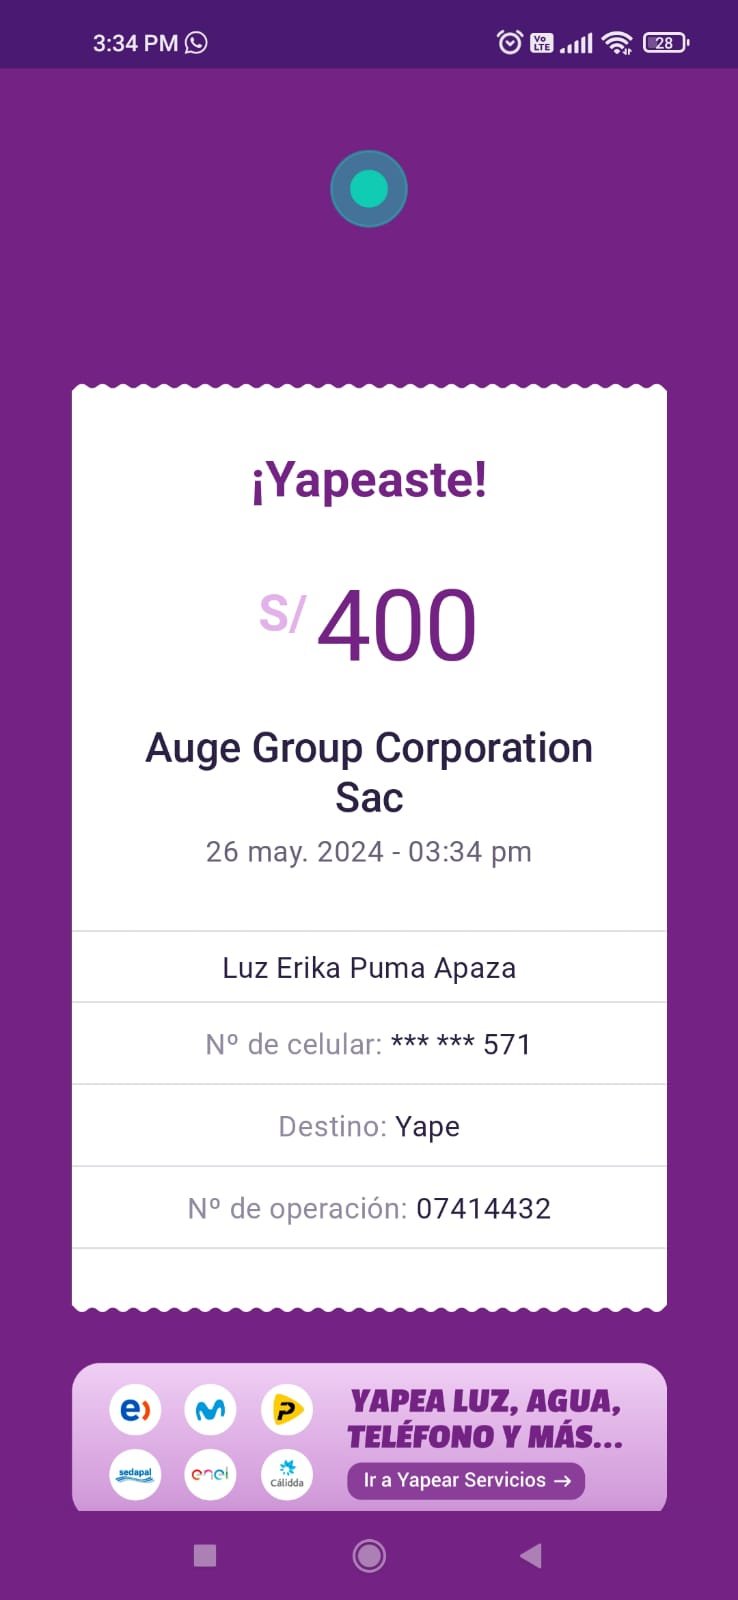 3:34 PM
Vo LTE
28
¡Yapeaste!
S/ 400
Auge Group Corporation
Sac
26 may. 2024 - 03:34 pm
Luz Erika Puma Apaza
Nº de celular: *** *** 571
Destino: Yape
Nº de operación: 07414432
YAPEA LUZ, AGUA,
TELÉFONO Y MÁS...
Ir a Yapear Servicios →
e)
P
sedapal
enel
Cálidda